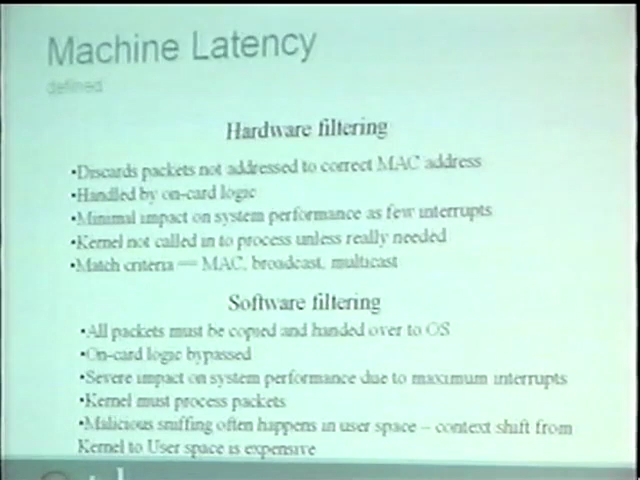 Machine Latency
defined
Hardware filtering
•Discards packets not addressed to correct MAC address
•Handled by on-card logic
•Minimal impact on system performance as few interrupts
•Kernel not called in to process unless really needed
•Match criteria == MAC, broadcast, multicast
Software filtering
•All packets must be copied and handed over to OS
•On-card logic bypassed
•Severe impact on system performance due to maximum interrupts
•Kernel must process packets
•Malicious sniffing often happens in user space – context shift from
Kernel to User space is expensive